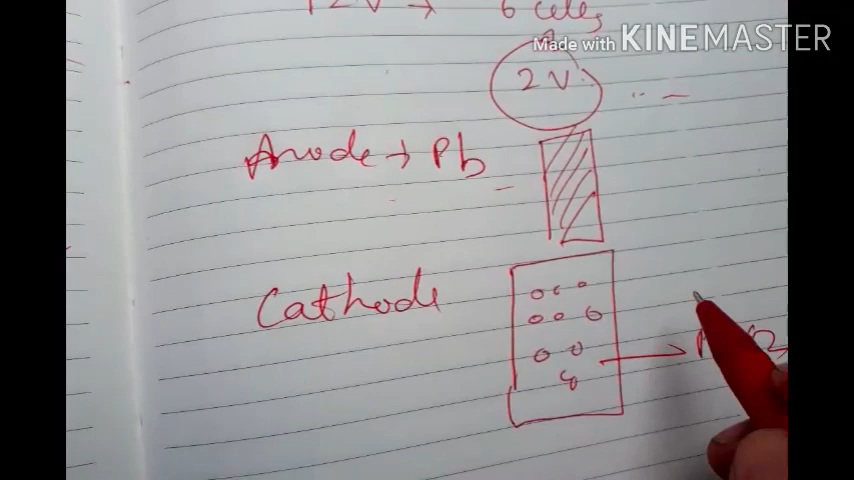 12V → 6 cells
Made with KINEMASTER
2V
Anode → Pb
Cathode